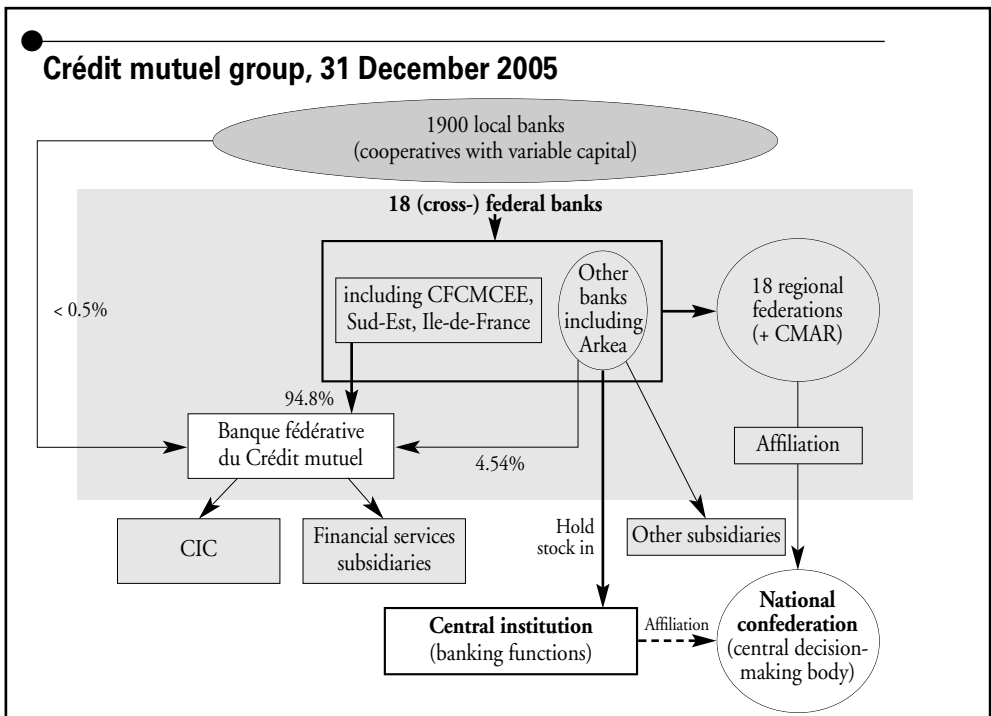 Crédit mutuel group, 31 December 2005
1900 local banks
(cooperatives with variable capital)
18 (cross-) federal banks
including CFCMCEE,
Sud-Est, Ile-de-France
Other
banks
including
Arkea
18 regional
federations
(+ CMAR)
< 0.5%
94.8%
Banque fédérative
du Crédit mutuel
4.54%
Affiliation
CIC
Financial services
subsidiaries
Hold
stock in
Other subsidiaries
Central institution
(banking functions)
Affiliation
National
confederation
(central decision-
making body)